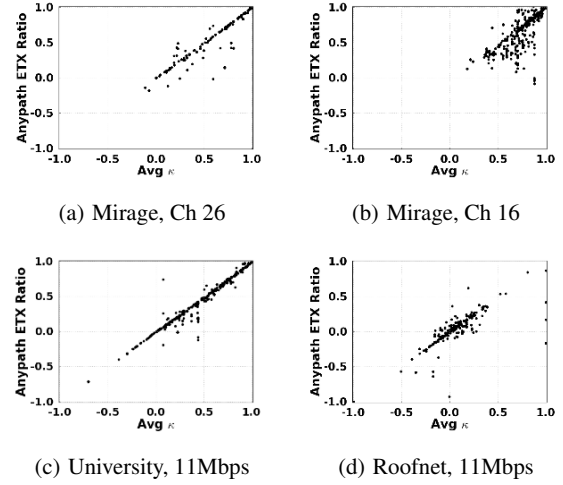 1.0
0.5
0.0
-0.5
-1.0
Anypath ETX Ratio
-1.0 -0.5 0.0 0.5 1.0
Avg κ
(a) Mirage, Ch 26
1.0
0.5
0.0
-0.5
-1.0
Anypath ETX Ratio
-1.0 -0.5 0.0 0.5 1.0
Avg κ
(b) Mirage, Ch 16
1.0
0.5
0.0
-0.5
-1.0
Anypath ETX Ratio
-1.0 -0.5 0.0 0.5 1.0
Avg κ
(c) University, 11Mbps
1.0
0.5
0.0
-0.5
-1.0
Anypath ETX Ratio
-1.0 -0.5 0.0 0.5 1.0
Avg κ
(d) Roofnet, 11Mbps